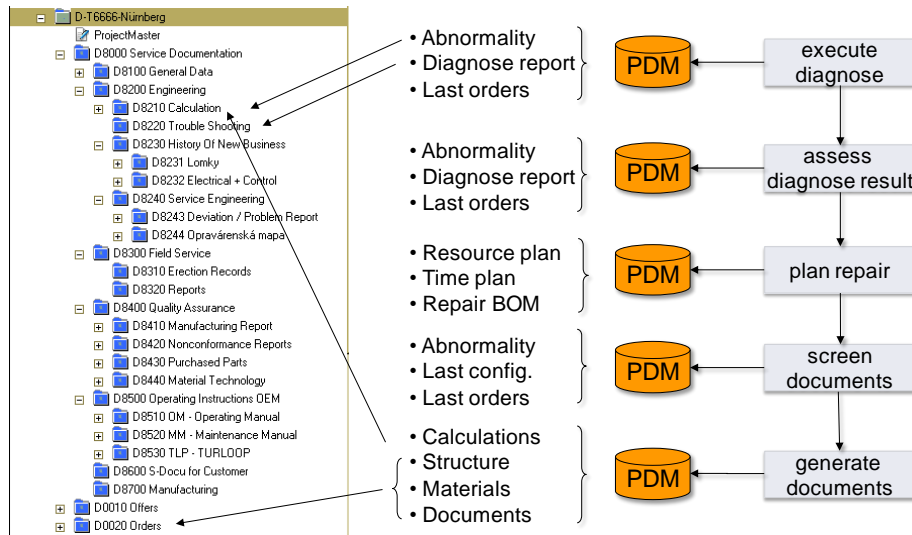 D-T6666-Nürnberg
ProjectMaster
D8000 Service Documentation
D8100 General Data
D8200 Engineering
D8210 Calculation
D8220 Trouble Shooting
D8230 History Of New Business
D8231 Lomky
D8232 Electrical + Control
D8240 Service Engineering
D8243 Deviation / Problem Report
D8244 Opravárenská mapa
D8300 Field Service
D8310 Erection Records
D8320 Reports
D8400 Quality Assurance
D8410 Manufacturing Report
D8420 Nonconformance Reports
D8430 Purchased Parts
D8440 Material Technology
D8500 Operating Instructions OEM
D8510 OM - Operating Manual
D8520 MM - Maintenance Manual
D8530 TLP - TURLOOP
D8600 S-Docu for Customer
D8700 Manufacturing
D0010 Offers
D0020 Orders
• Abnormality
• Diagnose report
• Last orders
PDM
execute
diagnose
• Abnormality
• Diagnose report
• Last orders
PDM
assess
diagnose result
• Resource plan
• Time plan
• Repair BOM
PDM
plan repair
• Abnormality
• Last config.
• Last orders
PDM
screen
documents
• Calculations
• Structure
• Materials
• Documents
PDM
generate
documents